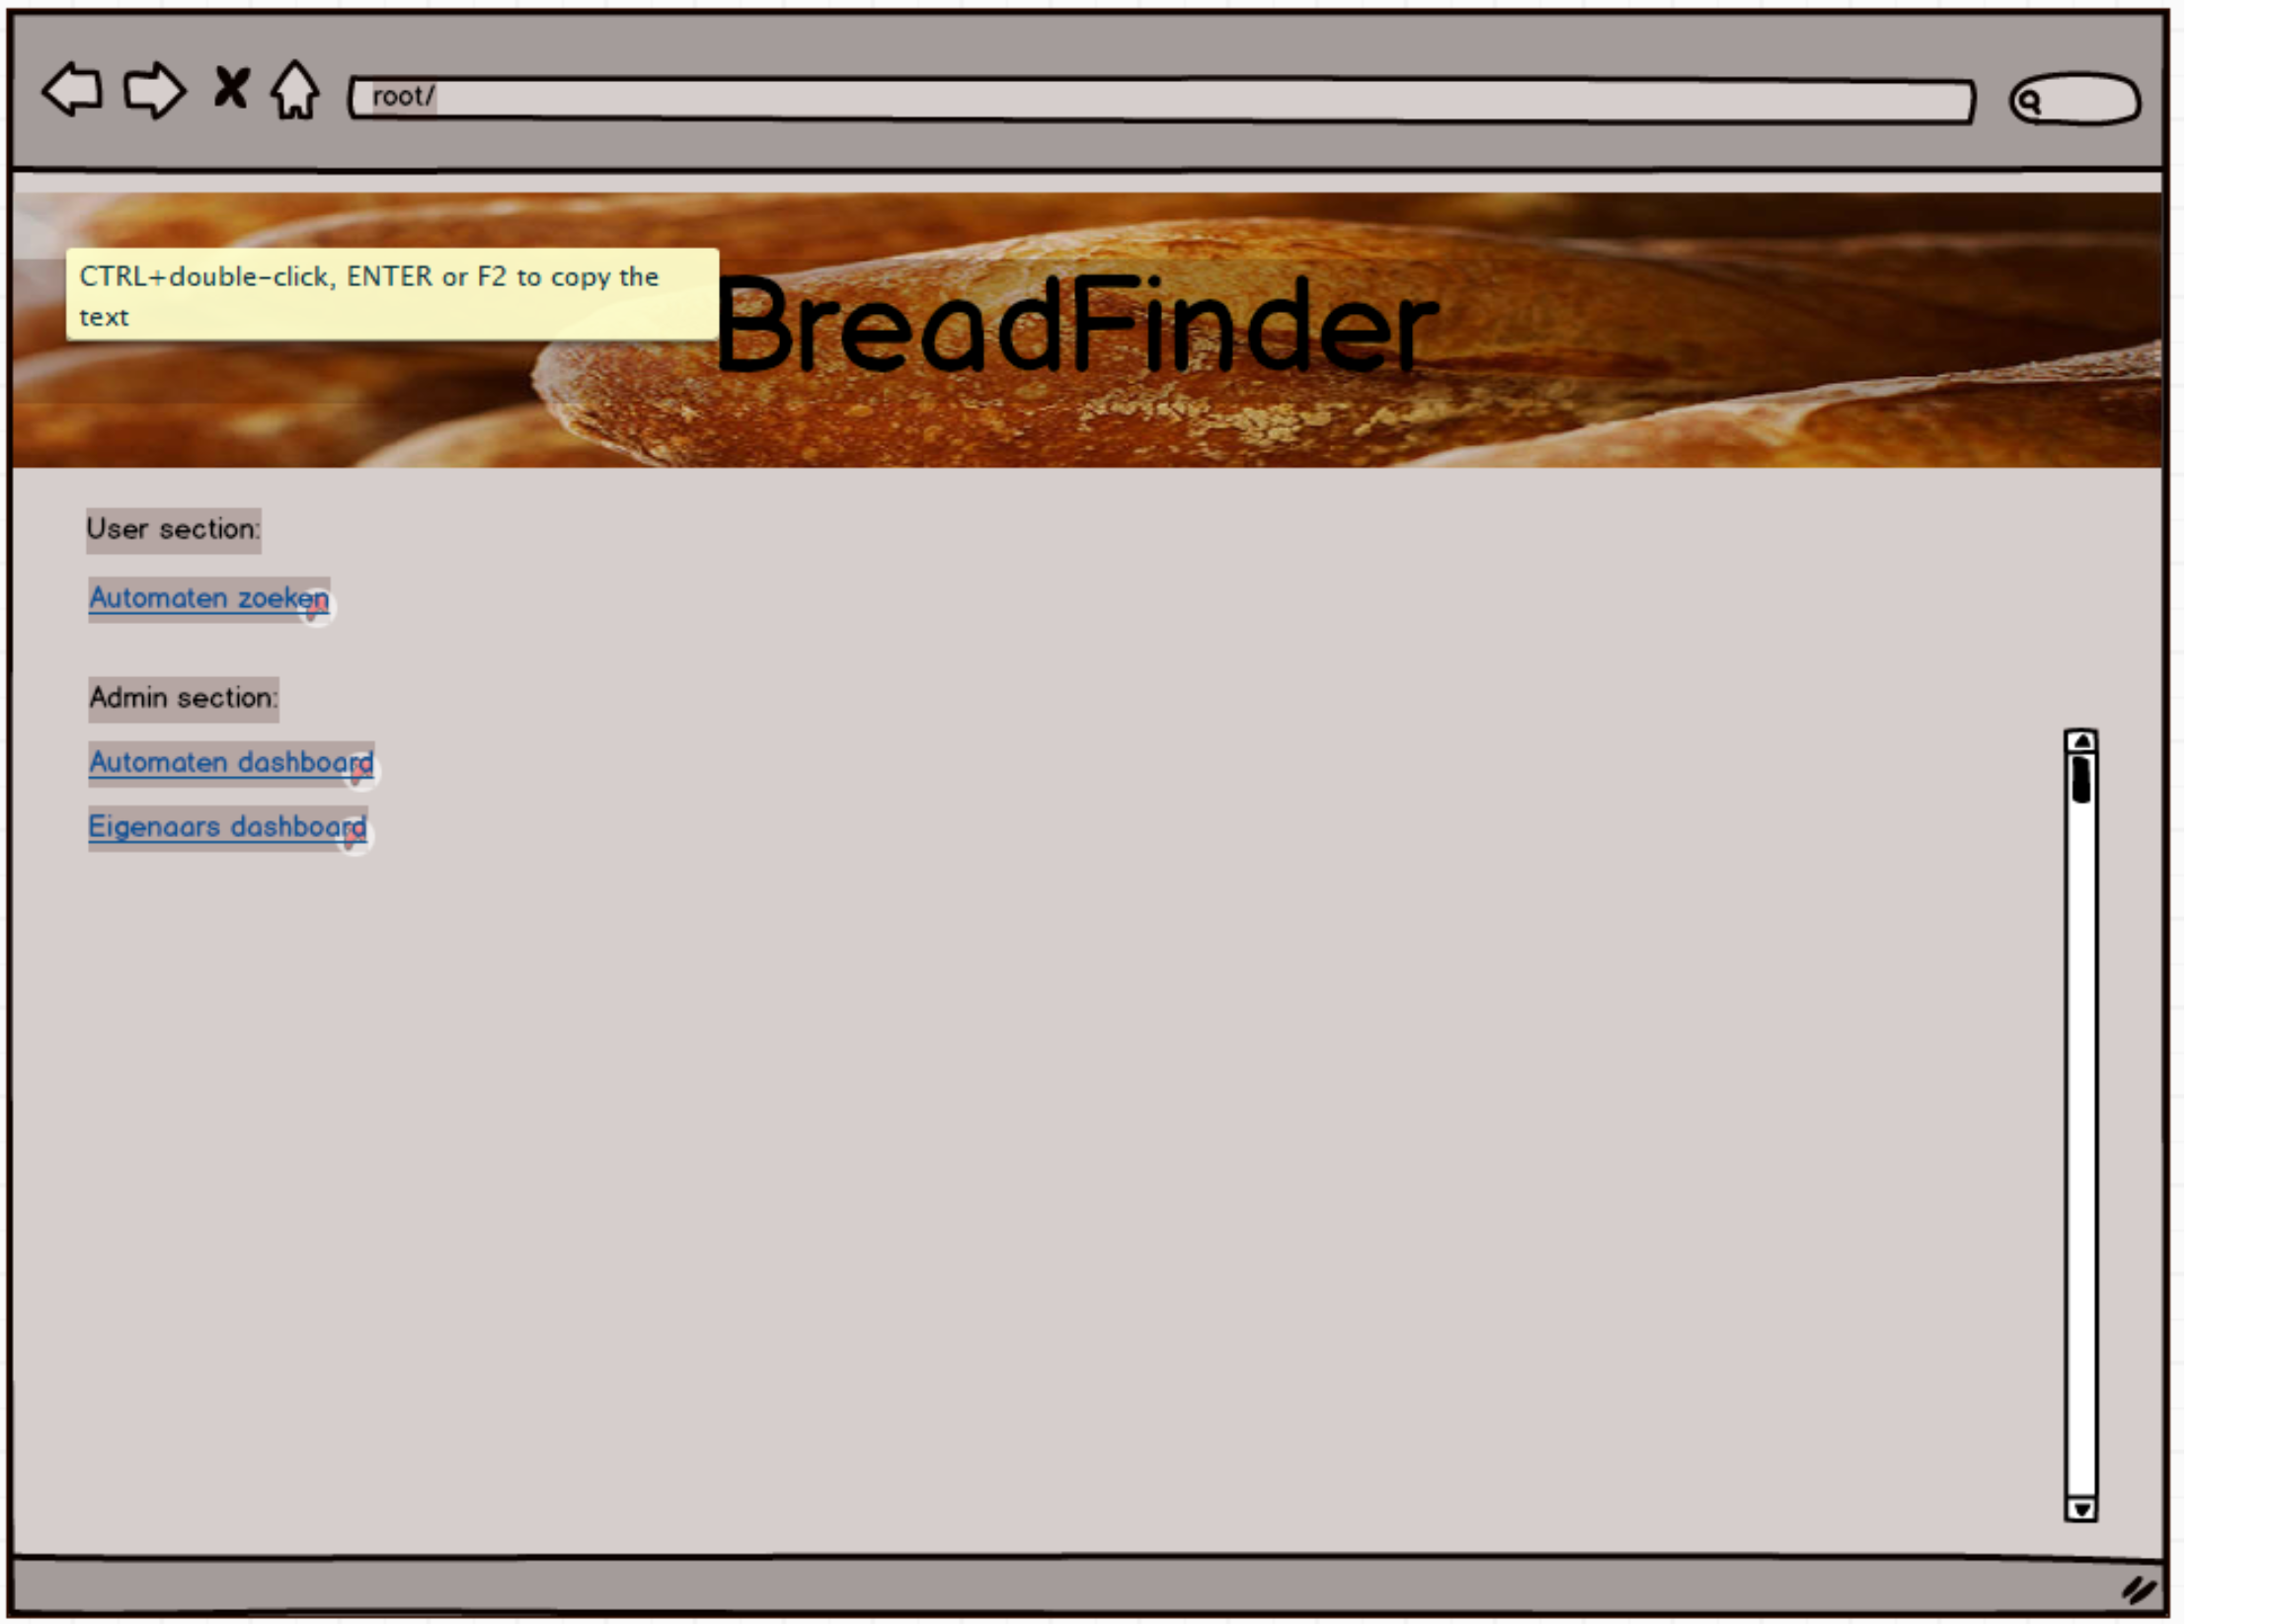 root/
CTRL+double-click, ENTER or F2 to copy the
text
BreadFinder
User section:
Automaten zoeken
Admin section:
Automaten dashboard
Eigenaars dashboard